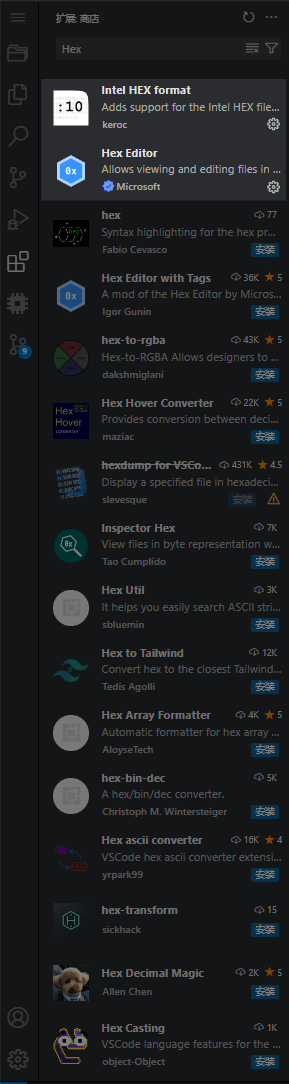 扩展: 商店
Hex
:10
Intel HEX format
Adds support for the Intel HEX file...
keroc
0x
Hex Editor
Allows viewing and editing files in ...
Microsoft
hex
hex 77
Syntax highlighting for the hex pr...
Fabio Cevasco 安装
0x
Hex Editor with Tags 36K 5
A mod of the Hex Editor by Micros...
Igor Gunin 安装
hex-to-rgba 43K 5
Hex-to-RGBA Allows designers to ...
dakshmiglani 安装
9
Hex
Hover
Hex Hover Converter 22K 5
Provides conversion between deci...
maziac 安装
hexdump for VSCo... 431K 4.5
Display a specified file in hexadeci...
slevesque 安装
0x
Inspector Hex 7K
View files in byte representation w...
Tao Cumplido 安装
Hex Util 3K
It helps you easily search ASCII stri...
sbluemin 安装
Hex to Tailwind 12K
Convert hex to the closest Tailwind...
Tedis Agolli 安装
Hex Array Formatter 4K 5
Automatic formatter for hex array ...
AloyseTech 安装
hex-bin-dec 5K
A hex/bin/dec converter.
Christoph M. Wintersteiger 安装
Hex ascii converter 16K 4
VSCode hex ascii converter extensi...
yrpark99 安装
hex-transform 15
sickhack 安装
Hex Decimal Magic 2K 5
Allen Chen 安装
Hex Casting 1K
VSCode language features for the ...
object-Object 安装